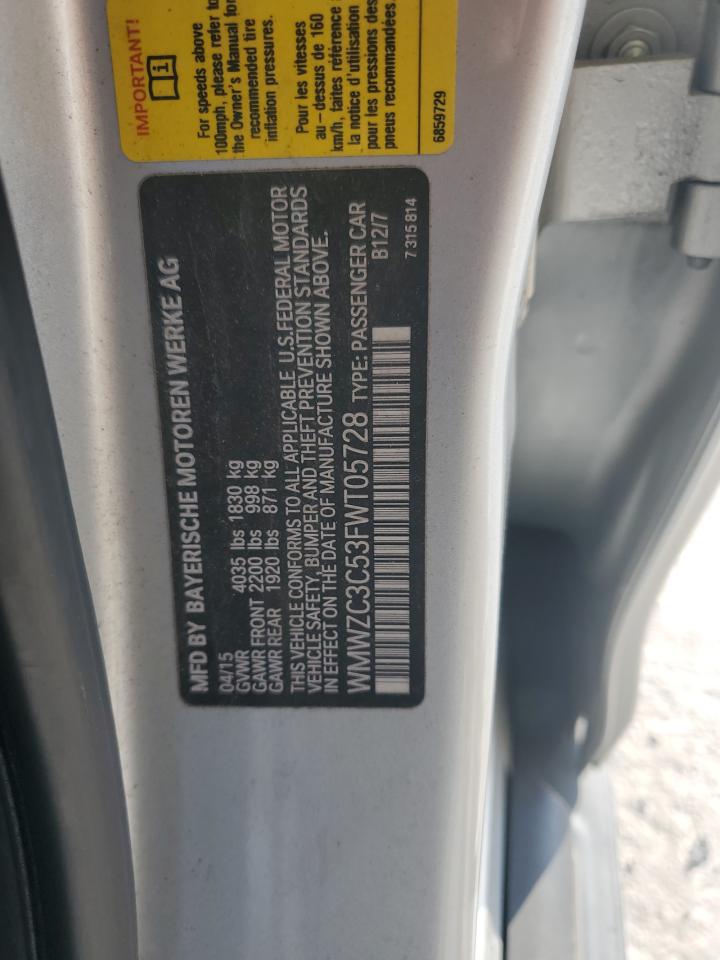 IMPORTANT!
For speeds above
100mph, please refer to
the Owner's Manual for
recommended tire
inflation pressures.
Pour les vitesses
au-dessus de 160
km/h, faites référence
la notice d'utilisation
pour les pressions des
pneus recommandées.
6859729
MFD BY BAYERISCHE MOTOREN WERKE AG
04/15
GVWR 4035 lbs 1830 kg
GAWR FRONT 2200 lbs 998 kg
GAWR REAR 1920 lbs 871 kg
THIS VEHICLE CONFORMS TO ALL APPLICABLE U.S.FEDERAL MOTOR
VEHICLE SAFETY, BUMPER AND THEFT PREVENTION STANDARDS
IN EFFECT ON THE DATE OF MANUFACTURE SHOWN ABOVE.
WMWZC3C53FWT05728 TYPE: PASSENGER CAR
B12/7
7 315 814